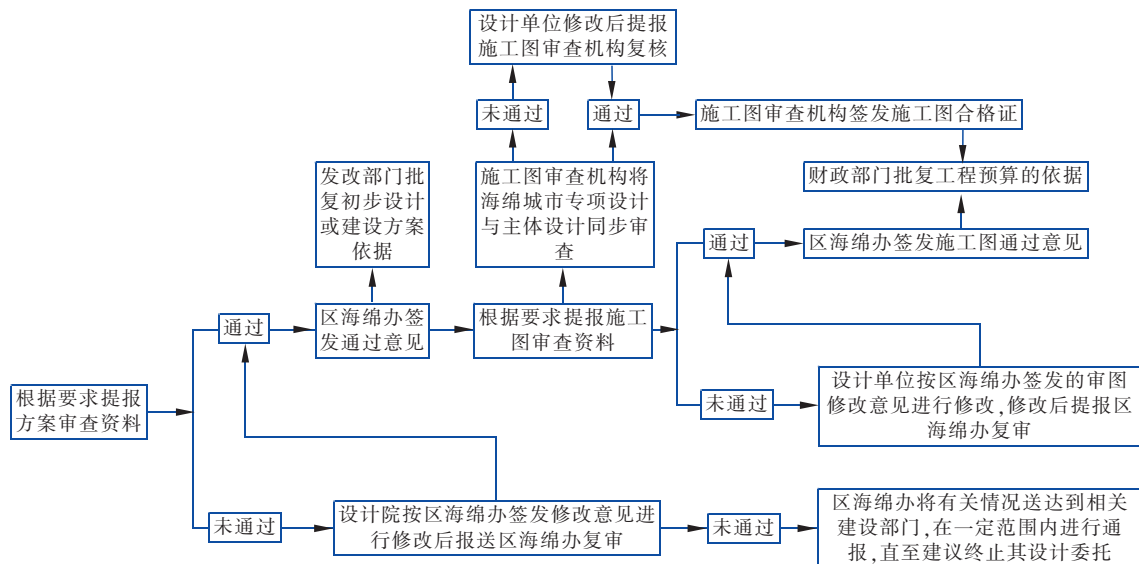 设计单位修改后提报
施工图审查机构复核
未通过
通过
施工图审查机构签发施工图合格证
发改部门批
复初步设计
或建设方案
依据
施工图审查机构将
海绵城市专项设计
与主体设计同步审
查
财政部门批复工程预算的依据
通过
区海绵办签发施工图通过意见
通过
区海绵办签
发通过意见
根据要求提报施工
图审查资料
根据要求提报
方案审查资料
未通过
设计单位按区海绵办签发的审图
修改意见进行修改,修改后提报区
海绵办复审
未通过
设计院按区海绵办签发修改意见进
行修改后报送区海绵办复审
未通过
区海绵办将有关情况送达到相关
建设部门,在一定范围内进行通
报,直至建议终止其设计委托